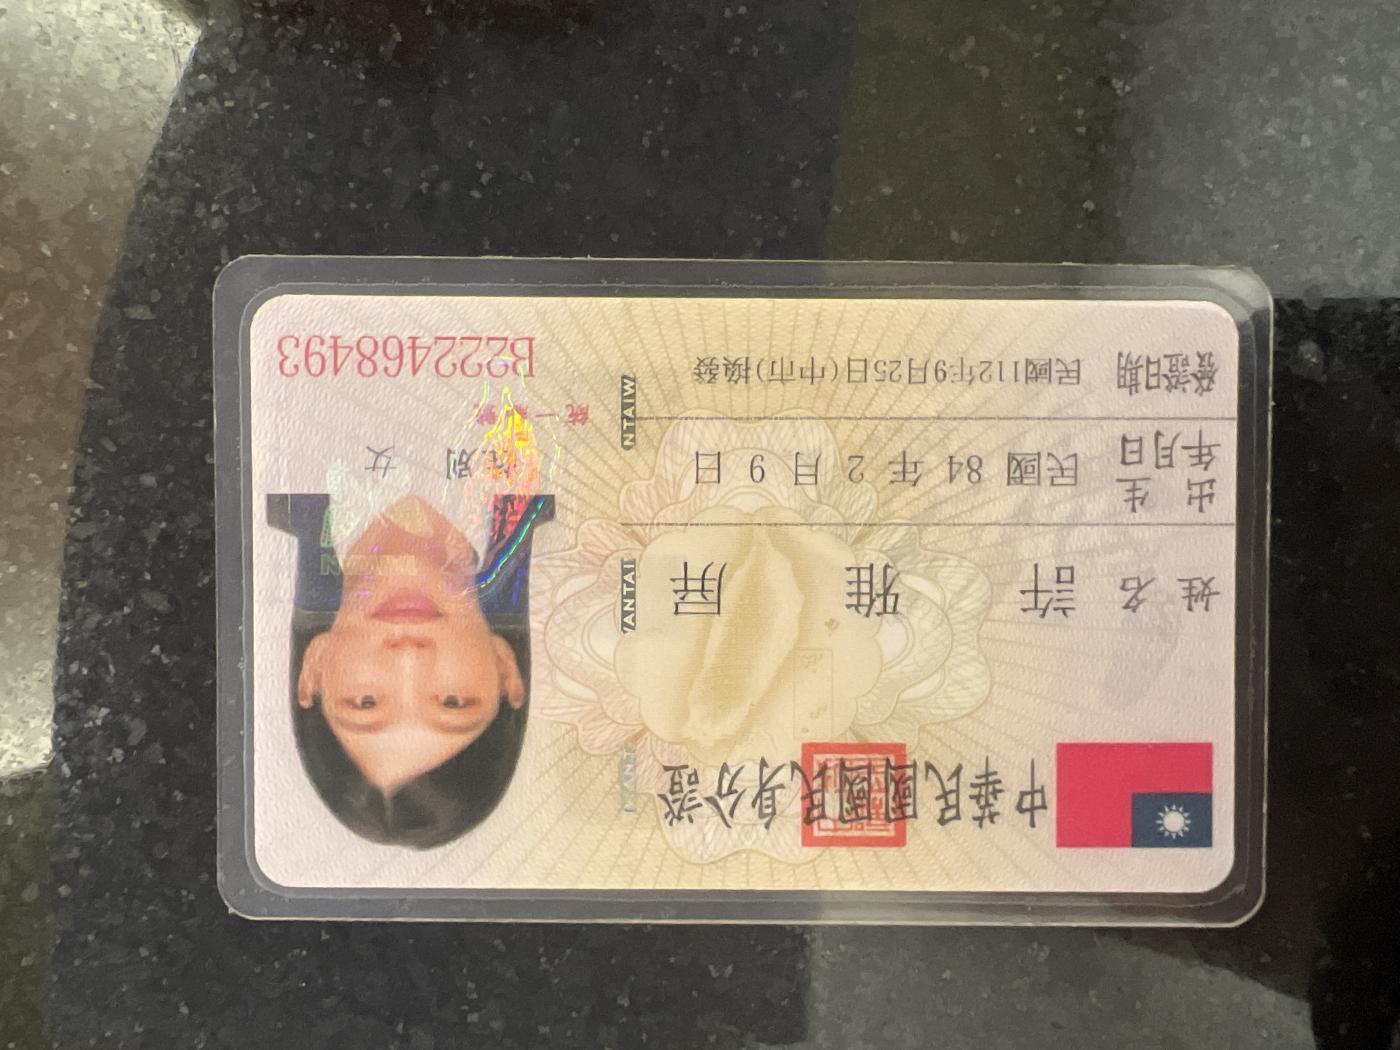 中華民國國民身分證
姓名 許雅屏
出生年月日 民國 84 年 2 月 9 日
性別 女
發證日期 民國112年9月25日(中市)換發
統一編號
B222468493